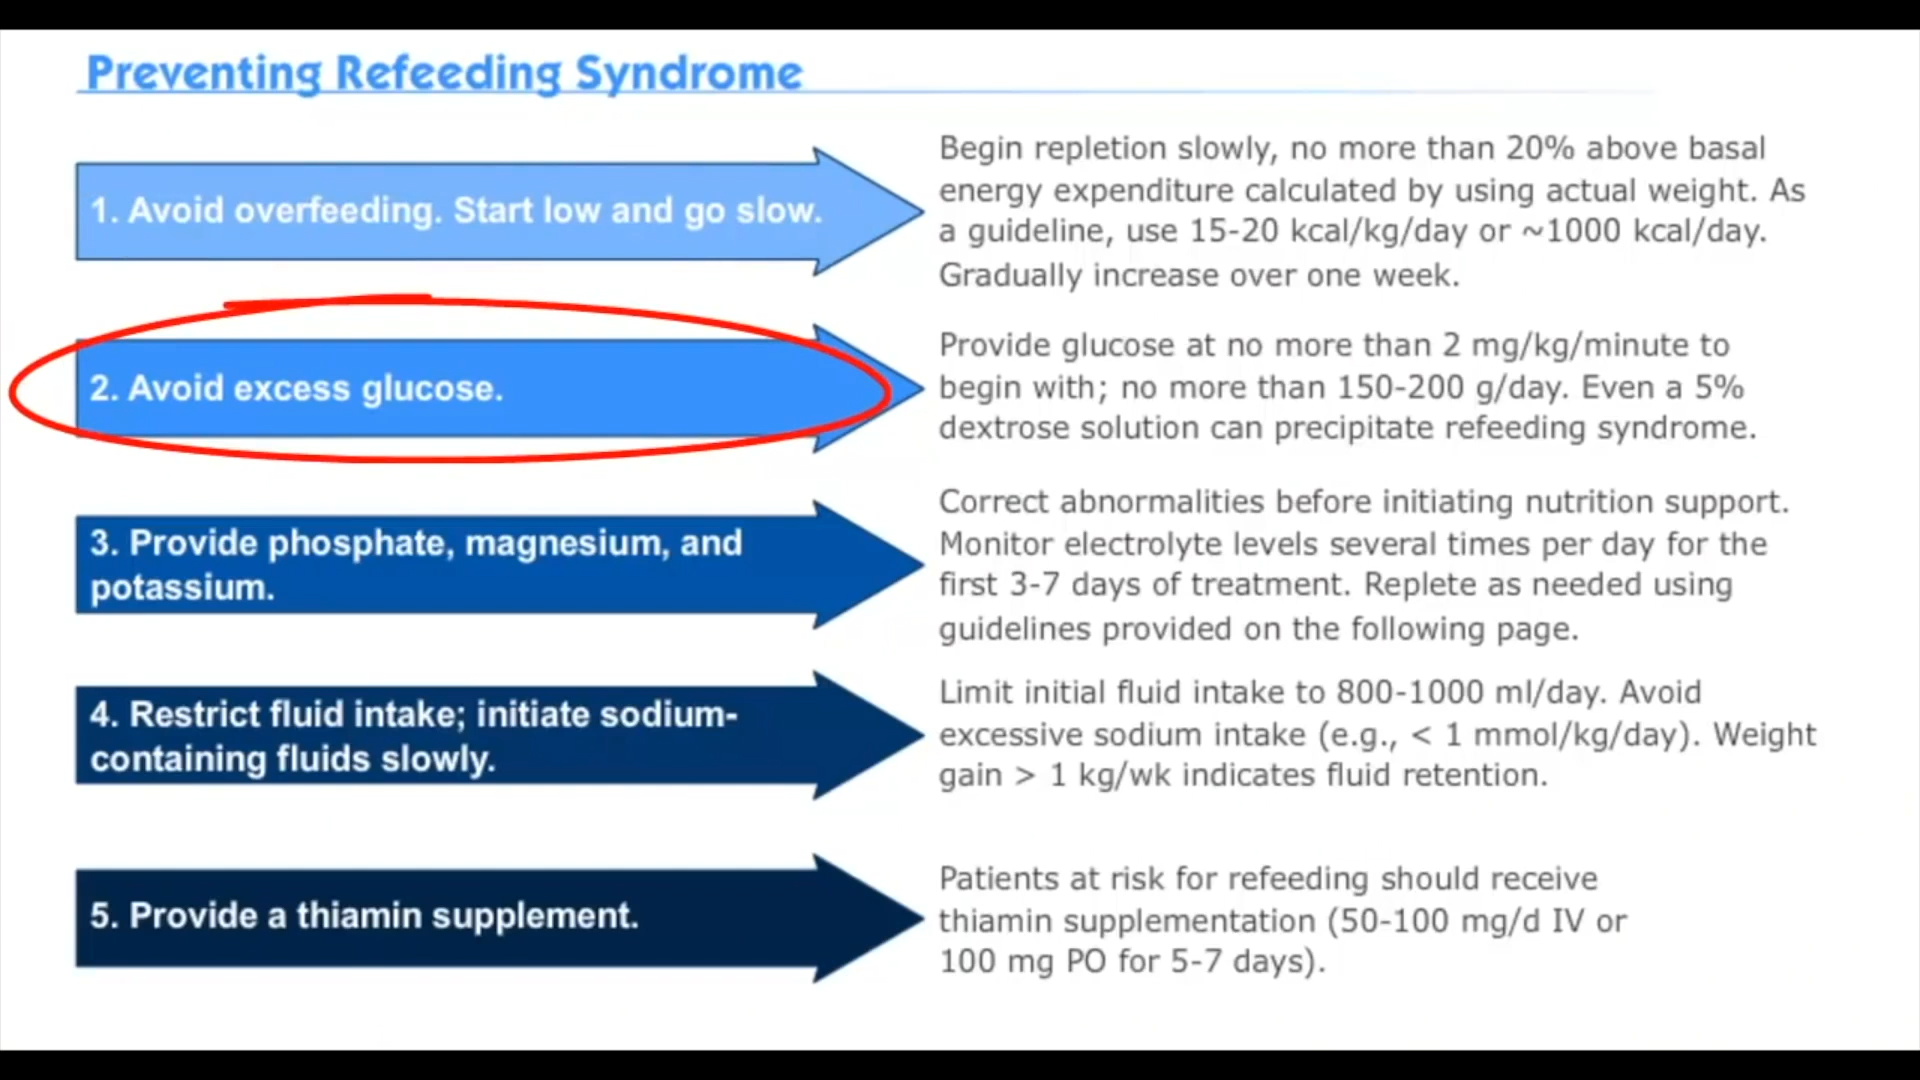 Preventing Refeeding Syndrome
1. Avoid overfeeding. Start low and go slow.
Begin repletion slowly, no more than 20% above basal
energy expenditure calculated by using actual weight. As
a guideline, use 15-20 kcal/kg/day or ~1000 kcal/day.
Gradually increase over one week.
2. Avoid excess glucose.
Provide glucose at no more than 2 mg/kg/minute to
begin with; no more than 150-200 g/day. Even a 5%
dextrose solution can precipitate refeeding syndrome.
3. Provide phosphate, magnesium, and
potassium.
Correct abnormalities before initiating nutrition support.
Monitor electrolyte levels several times per day for the
first 3-7 days of treatment. Replete as needed using
guidelines provided on the following page.
4. Restrict fluid intake; initiate sodium-
containing fluids slowly.
Limit initial fluid intake to 800-1000 ml/day. Avoid
excessive sodium intake (e.g., < 1 mmol/kg/day). Weight
gain > 1 kg/wk indicates fluid retention.
5. Provide a thiamin supplement.
Patients at risk for refeeding should receive
thiamin supplementation (50-100 mg/d IV or
100 mg PO for 5-7 days).